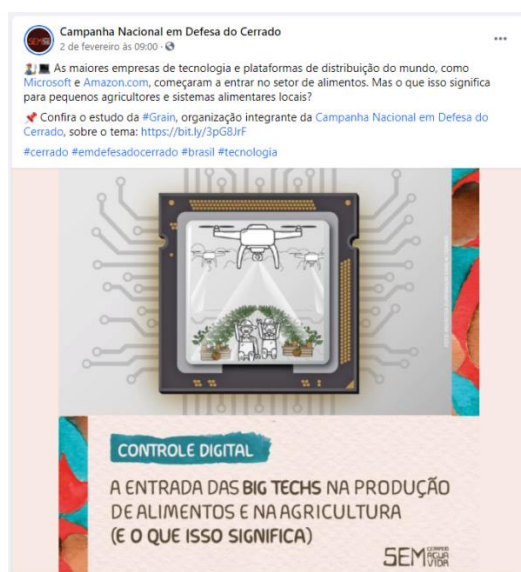 Campanha Nacional em Defesa do Cerrado
2 de fevereiro às 09:00 ·
As maiores empresas de tecnologia e plataformas de distribuição do mundo, como
Microsoft e Amazon.com, começaram a entrar no setor de alimentos. Mas o que isso significa
para pequenos agricultores e sistemas alimentares locais?
Confira o estudo da #Grain, organização integrante da Campanha Nacional em Defesa do
Cerrado, sobre o tema: https://bit.ly/3pG8JrF
#cerrado #emdefesadocerrado #brasil #tecnologia
CONTROLE DIGITAL
A ENTRADA DAS BIG TECHS NA PRODUÇÃO
DE ALIMENTOS E NA AGRICULTURA
(E O QUE ISSO SIGNIFICA)
SEM CERRADO
ÁGUA
VIDA